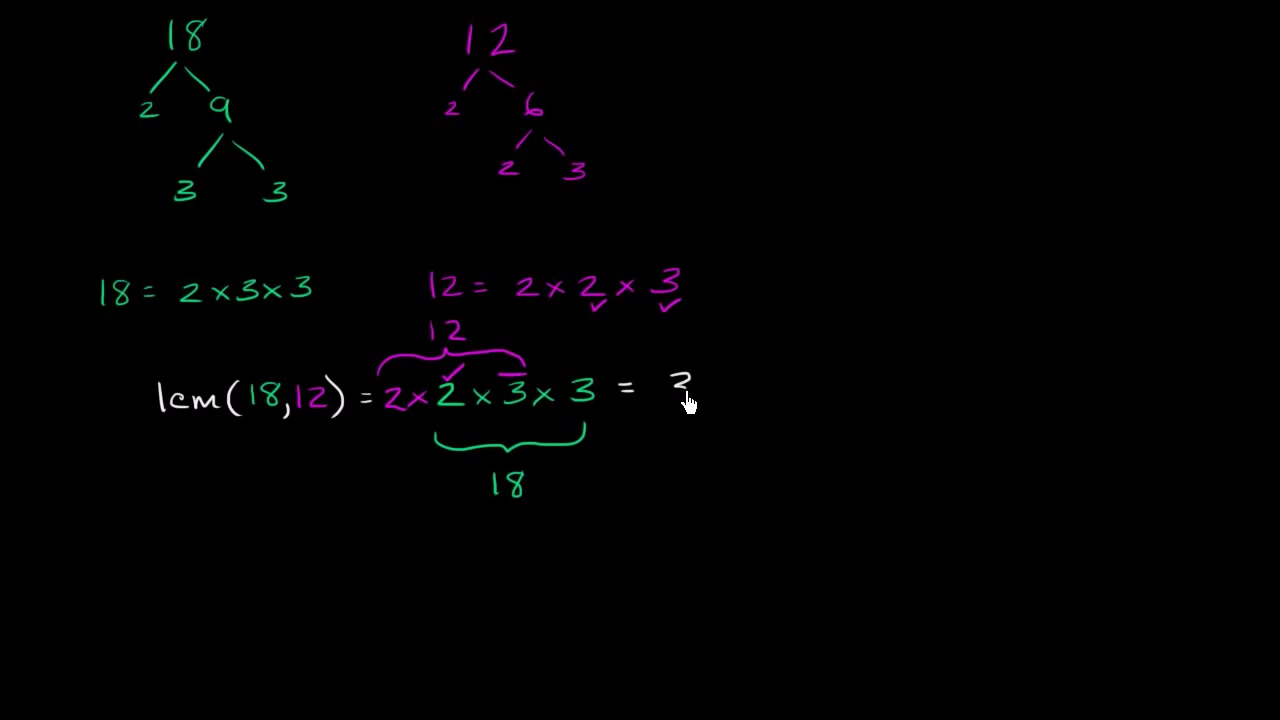 18 12
2 9 2 6
3 3 2 3
18 = 2 × 3 × 3 12 = 2 × 2 × 3
12
lcm(18,12) = 2 × 2 × 3 × 3 = 3
18